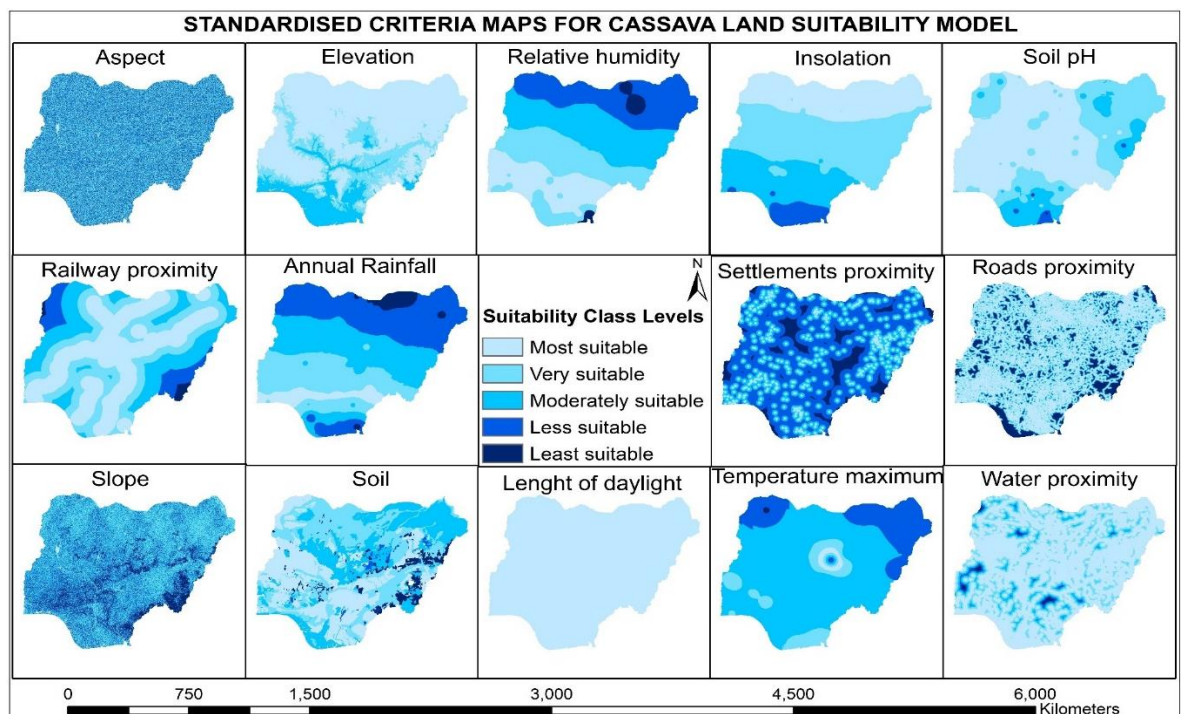 STANDARDISED CRITERIA MAPS FOR CASSAVA LAND SUITABILITY MODEL
Aspect
Elevation
Relative humidity
Insolation
Soil pH
Railway proximity
Annual Rainfall
N
Settlements proximity
Roads proximity
Suitability Class Levels
Most suitable
Very suitable
Moderately suitable
Less suitable
Least suitable
Slope
Soil
Lenght of daylight
Temperature maximum
Water proximity
0 750 1,500 3,000 4,500 6,000
Kilometers